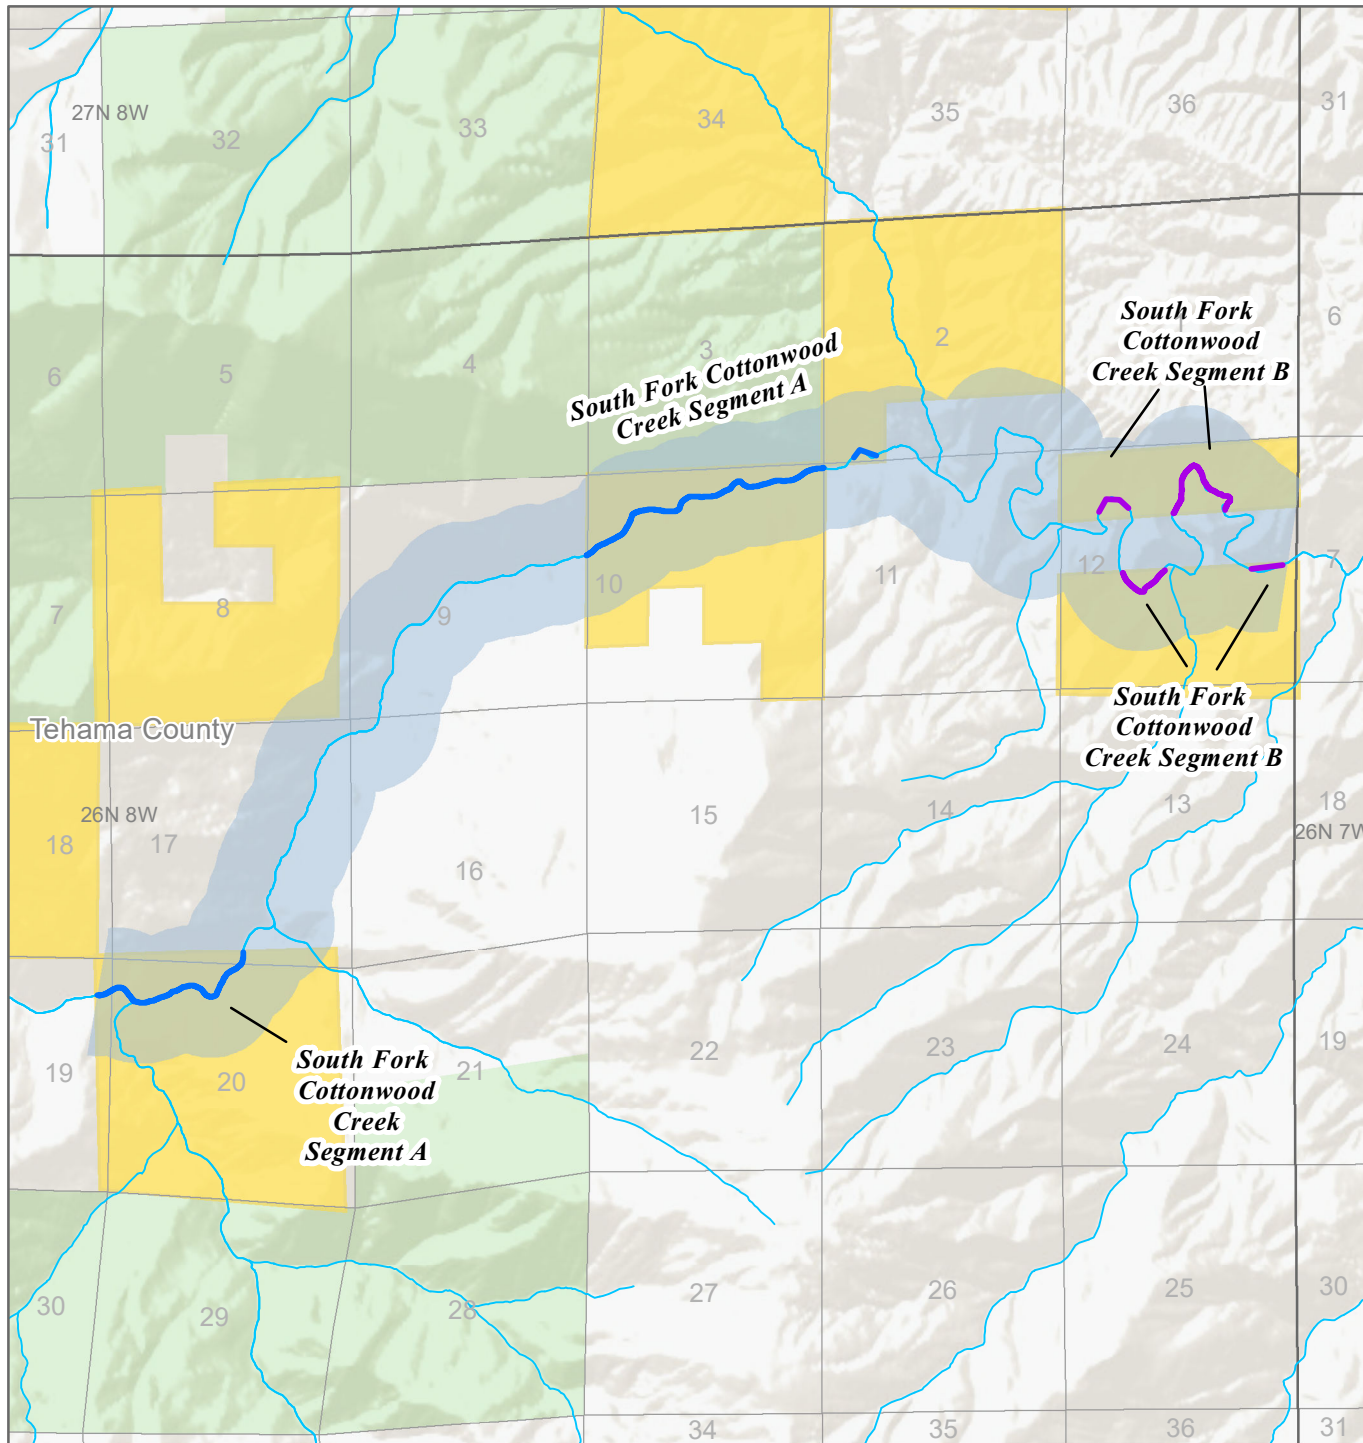 27N 8W
31
32
33
34
35
36
31
6
5
4
3
2
1
6
South Fork Cottonwood
Creek Segment A
South Fork
Cottonwood
Creek Segment B
7
8
9
10
11
12
7
Tehama County
South Fork
Cottonwood
Creek Segment B
26N 8W
18
17
16
15
14
13
18
26N 7W
19
20
21
22
23
24
19
South Fork
Cottonwood
Creek
Segment A
30
29
28
27
26
25
30
34
35
36
31